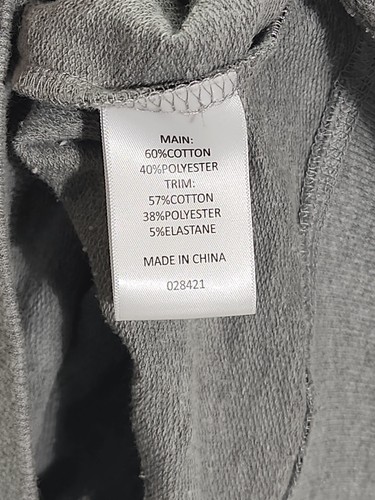 MAIN:
60%COTTON
40%POLYESTER
TRIM:
57%COTTON
38%POLYESTER
5%ELASTANE
MADE IN CHINA
028421